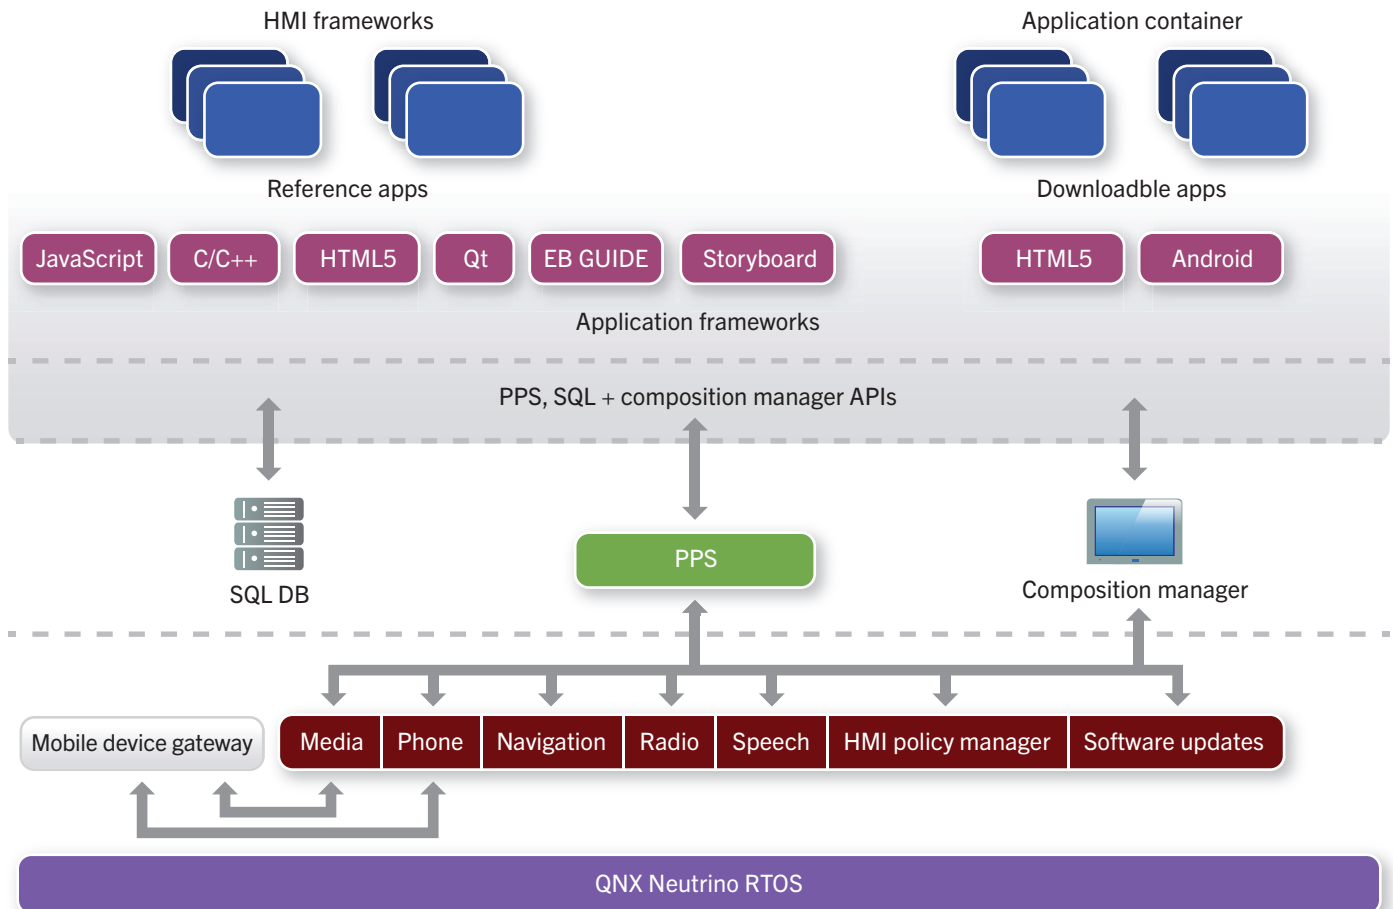 HMI frameworks
Application container
Reference apps
Downloadble apps
JavaScript
C/C++
HTML5
Qt
EB GUIDE
Storyboard
HTML5
Android
Application frameworks
PPS, SQL + composition manager APIs
SQL DB
PPS
Composition manager
Mobile device gateway
Media
Phone
Navigation
Radio
Speech
HMI policy manager
Software updates
QNX Neutrino RTOS